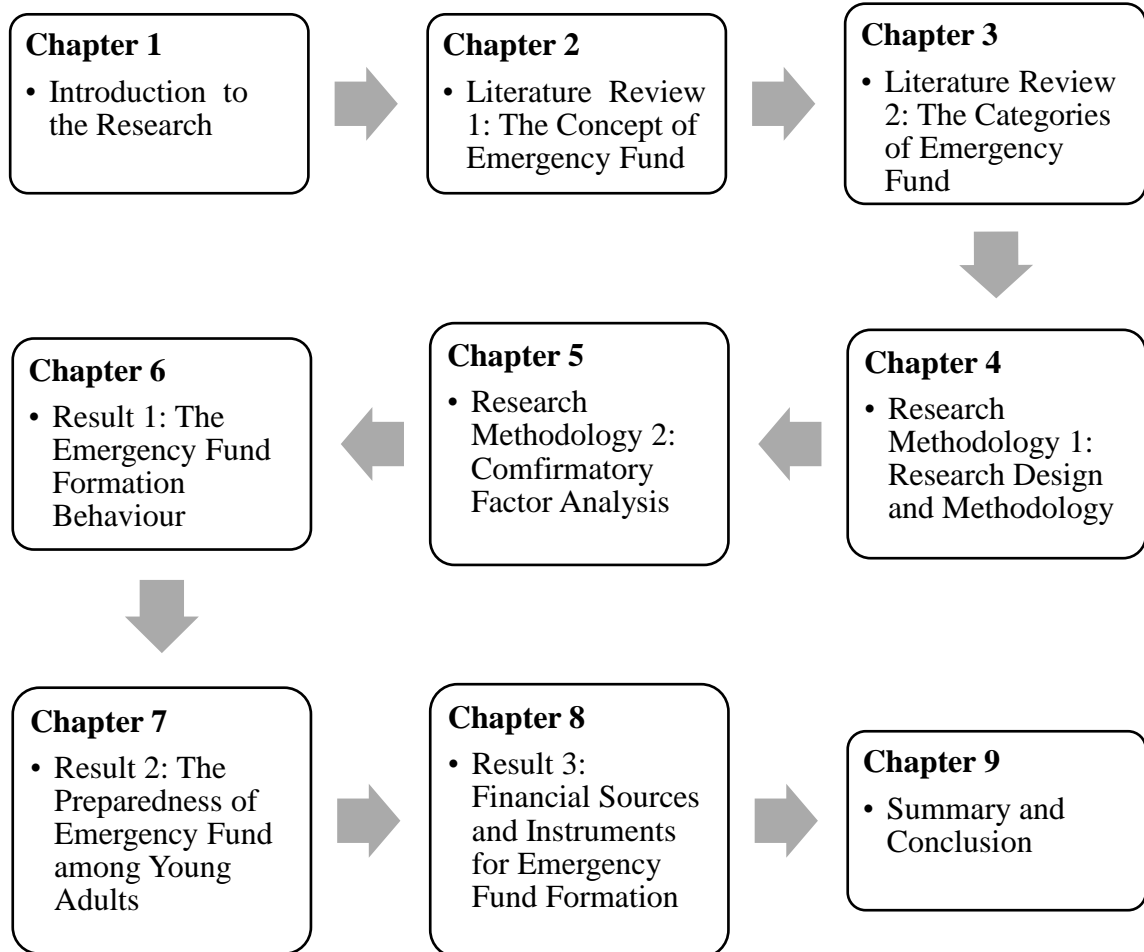 Chapter 1
• Introduction to
the Research
Chapter 2
• Literature Review
1: The Concept of
Emergency Fund
Chapter 3
• Literature Review
2: The Categories
of Emergency
Fund
Chapter 4
• Research
Methodology 1:
Research Design
and Methodology
Chapter 5
• Research
Methodology 2:
Comfirmatory
Factor Analysis
Chapter 6
• Result 1: The
Emergency Fund
Formation
Behaviour
Chapter 7
• Result 2: The
Preparedness of
Emergency Fund
among Young
Adults
Chapter 8
• Result 3:
Financial Sources
and Instruments
for Emergency
Fund Formation
Chapter 9
• Summary and
Conclusion